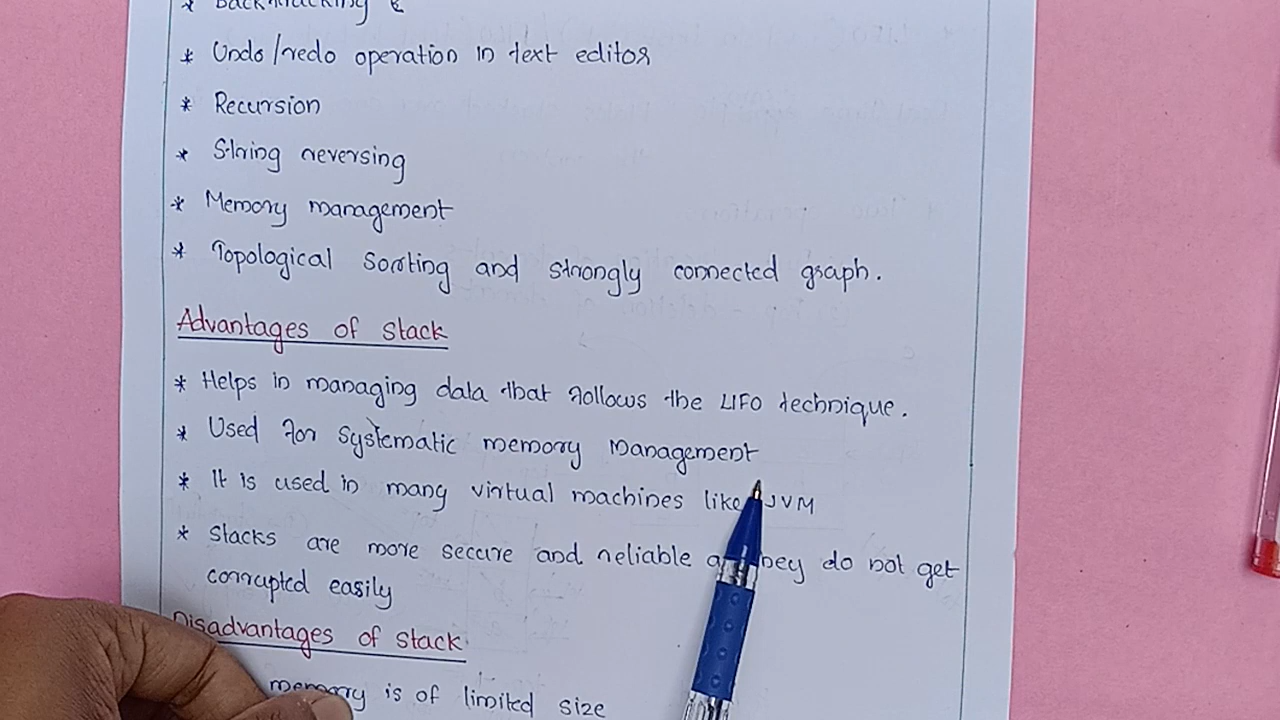 * Backtracking
* Undo/redo operation in text editor
* Recursion
* String reversing
* Memory management
* Topological Sorting and strongly connected graph.
Advantages of stack
* Helps in managing data that follows the LIFO technique.
* Used for Systematic memory Management
* It is used in many virtual machines like JVM
* Stacks are more secure and reliable as they do not get
corrupted easily
Disadvantages of stack
memory is of limited size